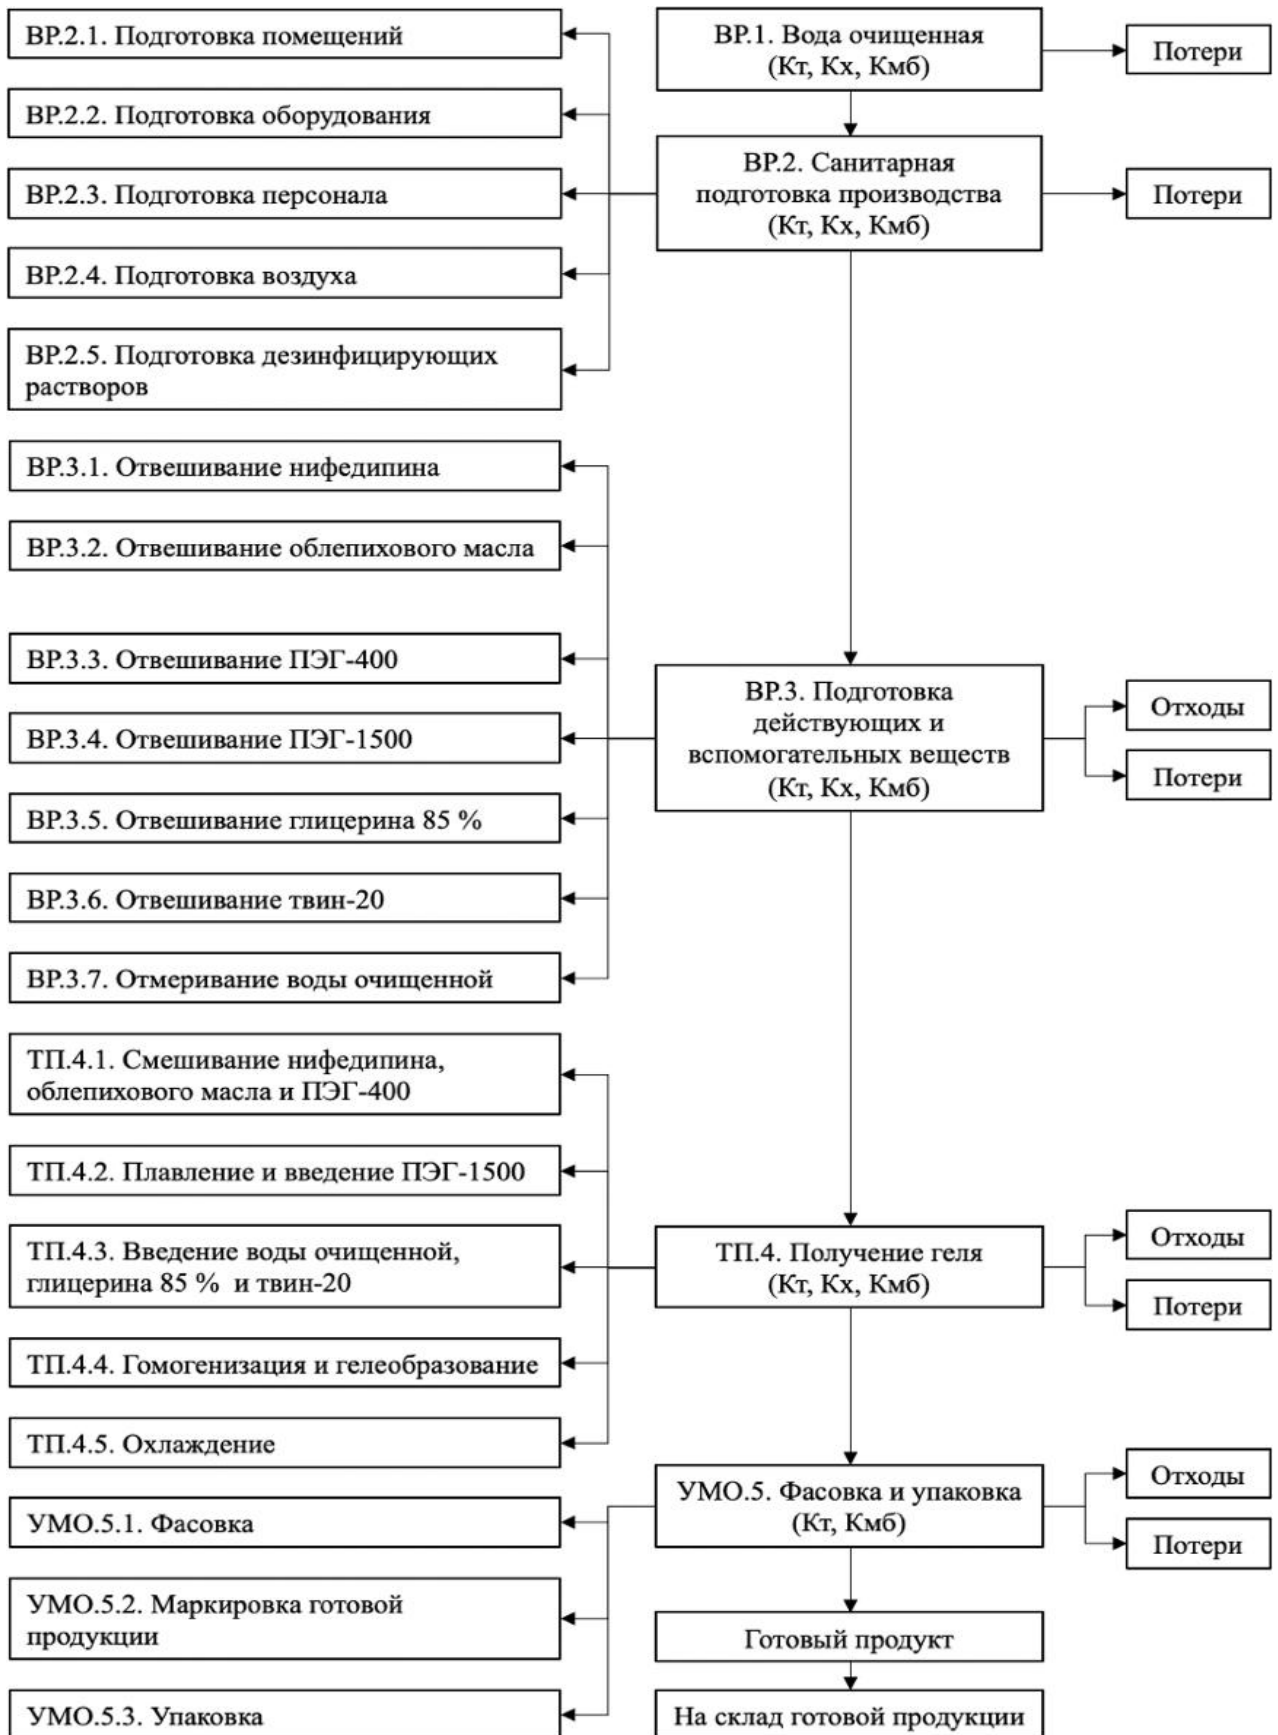 ВР.2.1. Подготовка помещений
ВР.1. Вода очищенная
(Кт, Кх, Кмб)
Потери
ВР.2.2. Подготовка оборудования
ВР.2.3. Подготовка персонала
ВР.2. Санитарная
подготовка производства
(Кт, Кх, Кмб)
Потери
ВР.2.4. Подготовка воздуха
ВР.2.5. Подготовка дезинфицирующих
растворов
ВР.3.1. Отвешивание нифедипина
ВР.3.2. Отвешивание облепихового масла
ВР.3.3. Отвешивание ПЭГ-400
ВР.3.4. Отвешивание ПЭГ-1500
ВР.3. Подготовка
действующих и
вспомогательных веществ
(Кт, Кх, Кмб)
Отходы
Потери
ВР.3.5. Отвешивание глицерина 85 %
ВР.3.6. Отвешивание твин-20
ВР.3.7. Отмеривание воды очищенной
ТП.4.1. Смешивание нифедипина,
облепихового масла и ПЭГ-400
ТП.4.2. Плавление и введение ПЭГ-1500
ТП.4.3. Введение воды очищенной,
глицерина 85 % и твин-20
ТП.4. Получение геля
(Кт, Кх, Кмб)
Отходы
Потери
ТП.4.4. Гомогенизация и гелеобразование
ТП.4.5. Охлаждение
УМО.5. Фасовка и упаковка
(Кт, Кмб)
Отходы
Потери
УМО.5.1. Фасовка
УМО.5.2. Маркировка готовой
продукции
Готовый продукт
УМО.5.3. Упаковка
На склад готовой продукции